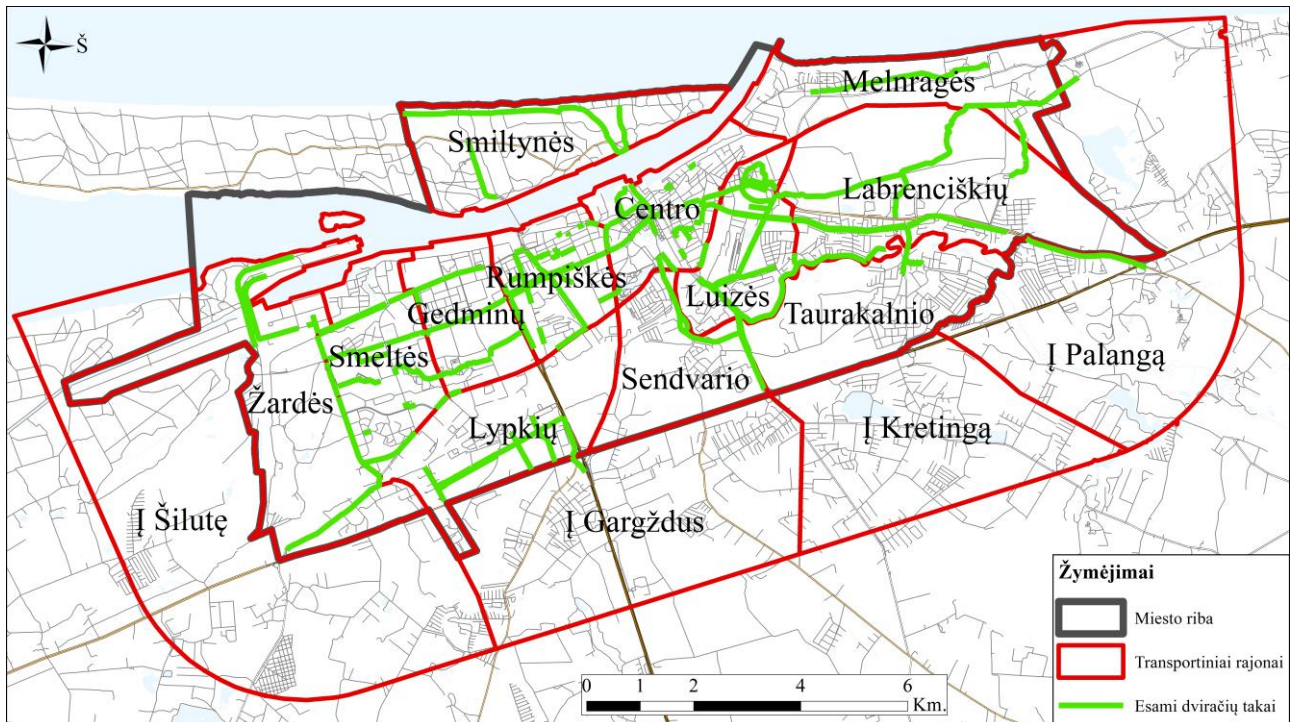 Š
Melnragės
Smiltynės
Labrenciškių
Centro
Rumpiškės
Luizės
Gedminų
Taurakalnio
Smeltės
Į Palangą
Sendvario
Žardės
Lypkių
Į Kretingą
Į Šilutę
Į Gargždus
Žymėjimai
Miesto riba
Transportiniai rajonai
Esami dviračių takai
0 1 2 4 6
Km.